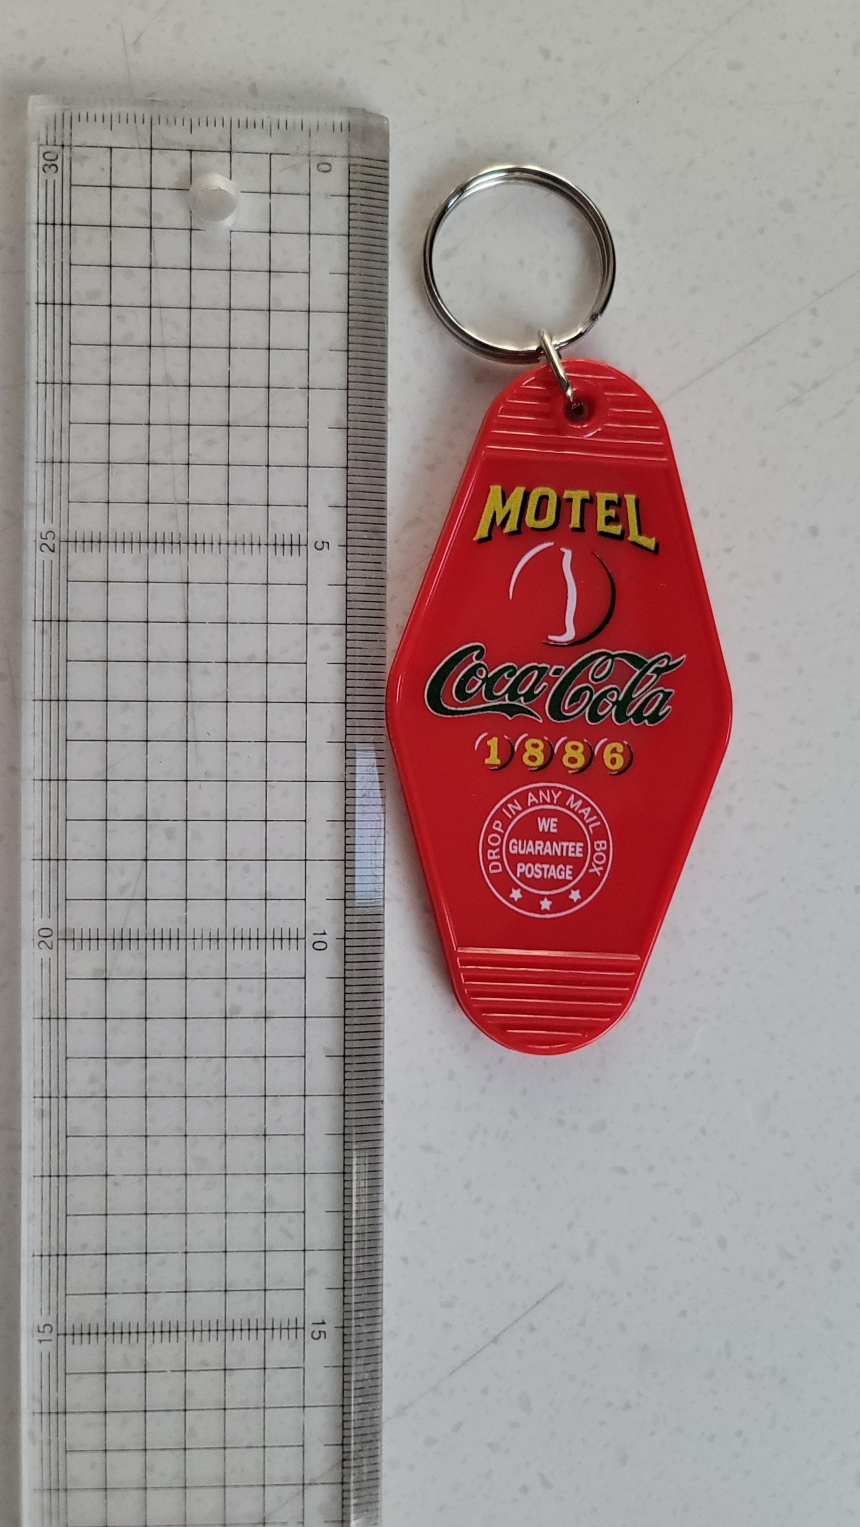 30
0
MOTEL
25
5
Coca-Cola
1886
DROP IN ANY MAIL BOX
WE
GUARANTEE
POSTAGE
20
10
15
15